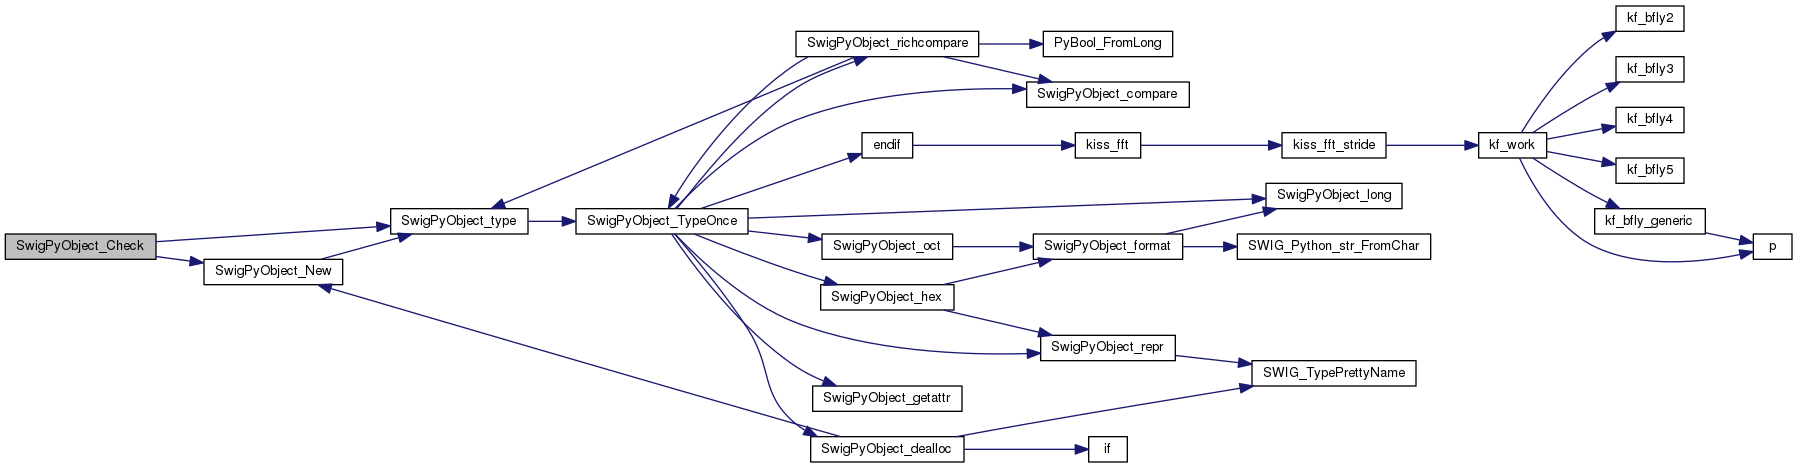 SwigPyObject_Check
SwigPyObject_New
SwigPyObject_type
SwigPyObject_TypeOnce
SwigPyObject_richcompare
PyBool_FromLong
SwigPyObject_compare
endif
kiss_fft
kiss_fft_stride
kf_work
kf_bfly2
kf_bfly3
kf_bfly4
kf_bfly5
kf_bfly_generic
p
SwigPyObject_long
SwigPyObject_oct
SwigPyObject_format
SWIG_Python_str_FromChar
SwigPyObject_hex
SwigPyObject_repr
SWIG_TypePrettyName
SwigPyObject_getattr
SwigPyObject_dealloc
if